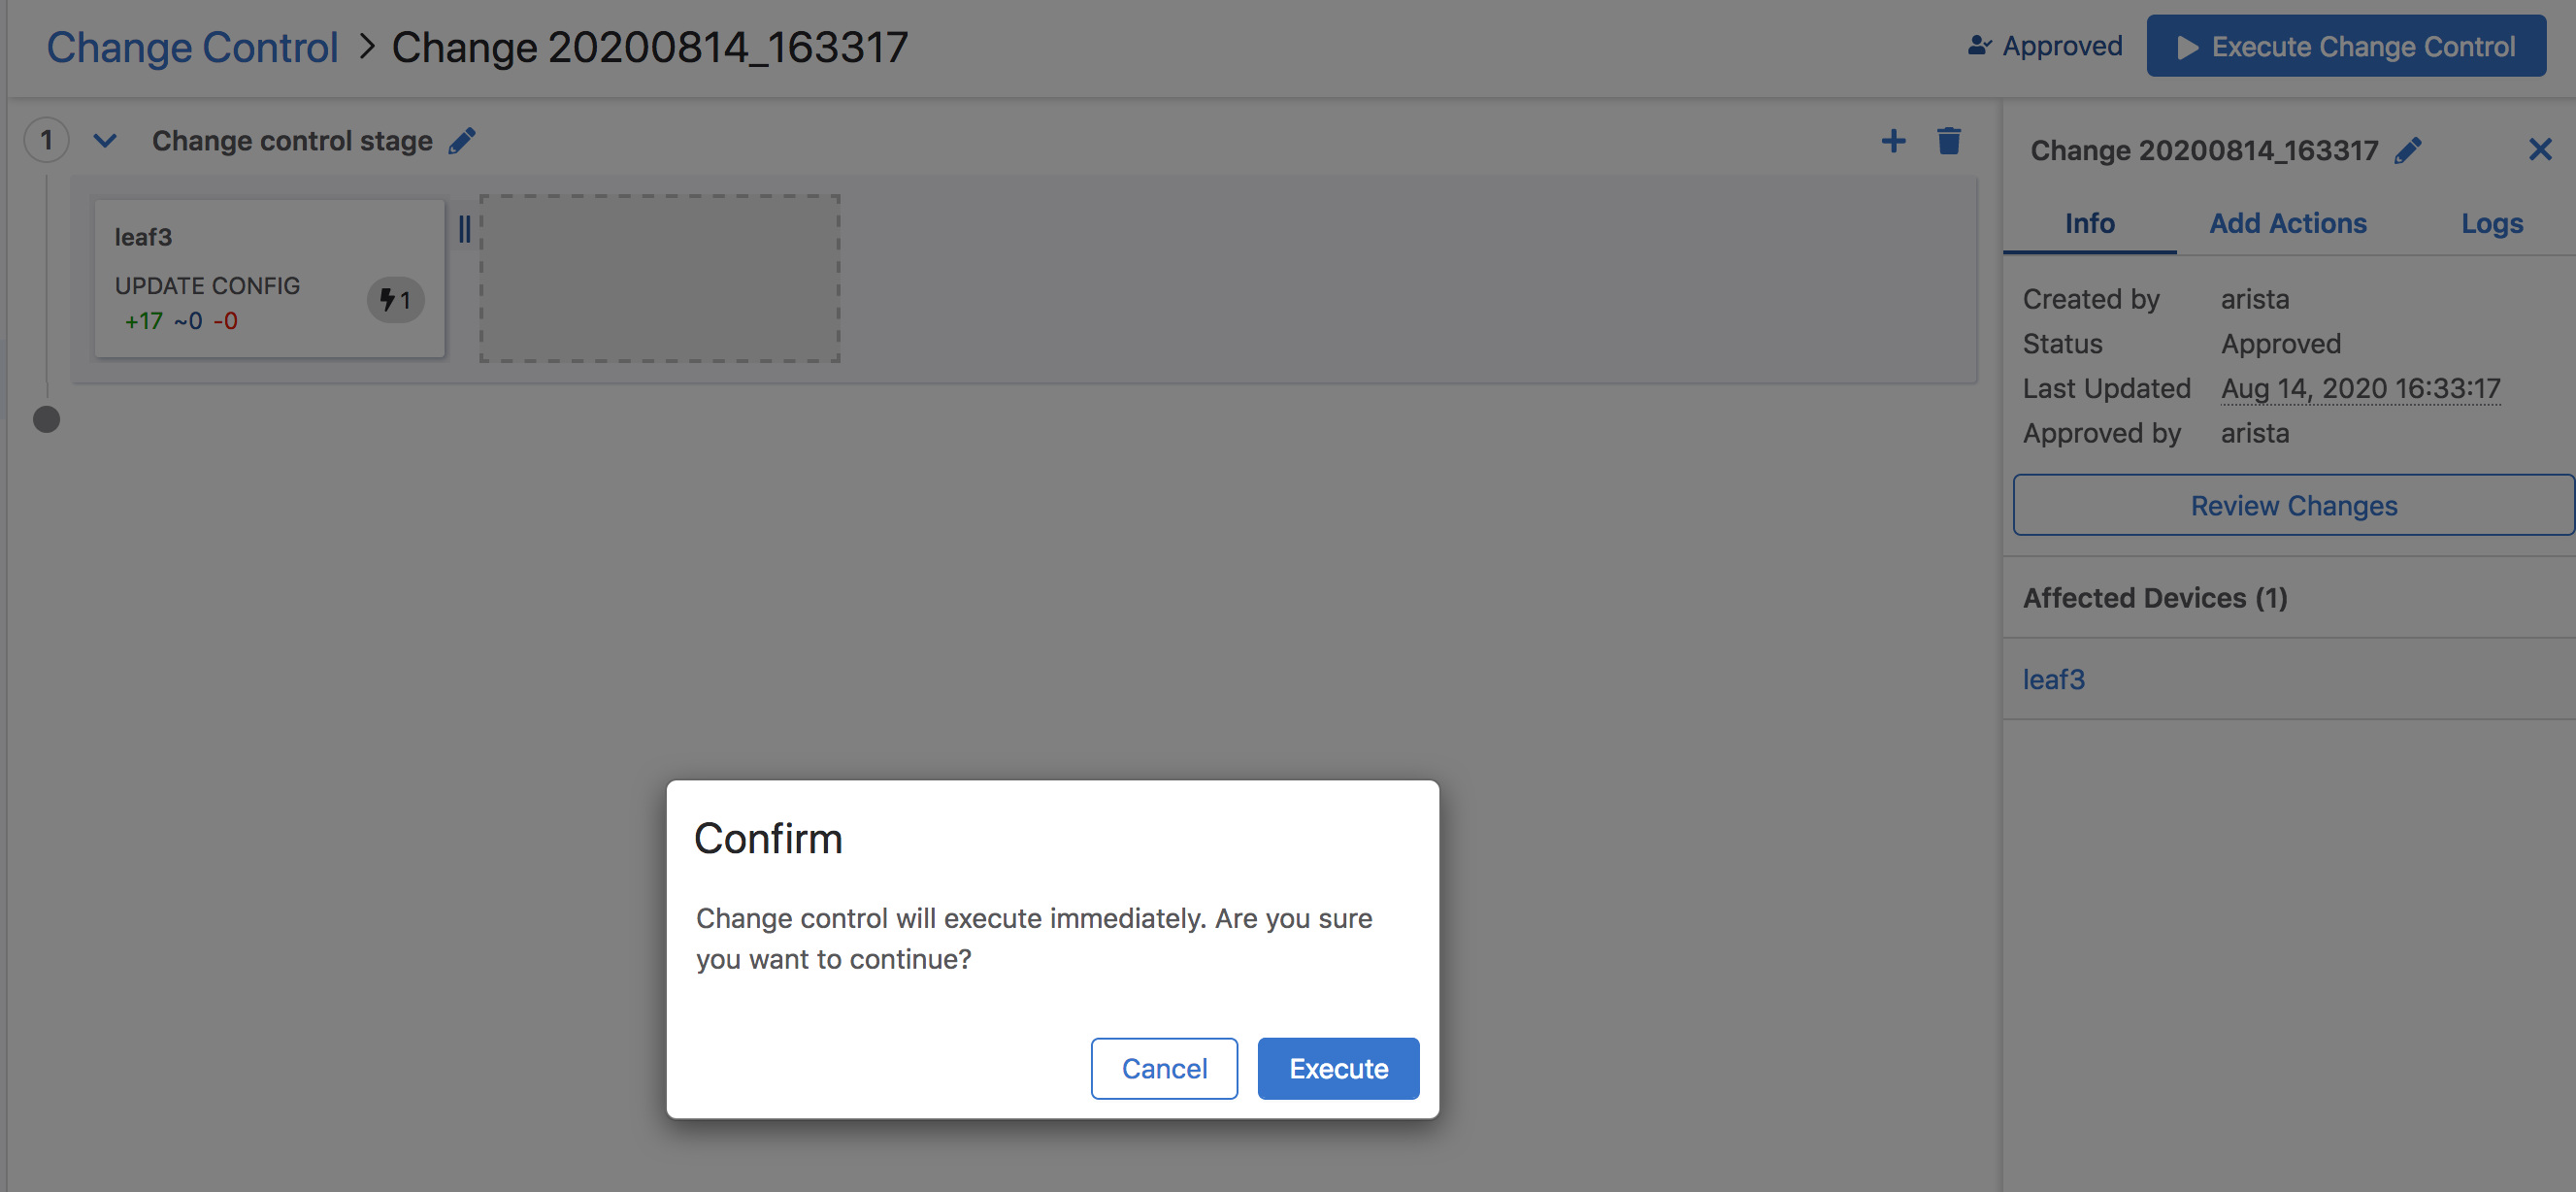 Change Control > Change 20200814_163317
Approved
Execute Change Control
1
Change control stage
leaf3
UPDATE CONFIG
+17 ~0 -0
1
Change 20200814_163317
Info
Add Actions
Logs
Created by arista
Status Approved
Last Updated Aug 14, 2020 16:33:17
Approved by arista
Review Changes
Affected Devices (1)
leaf3
Confirm
Change control will execute immediately. Are you sure
you want to continue?
Cancel
Execute